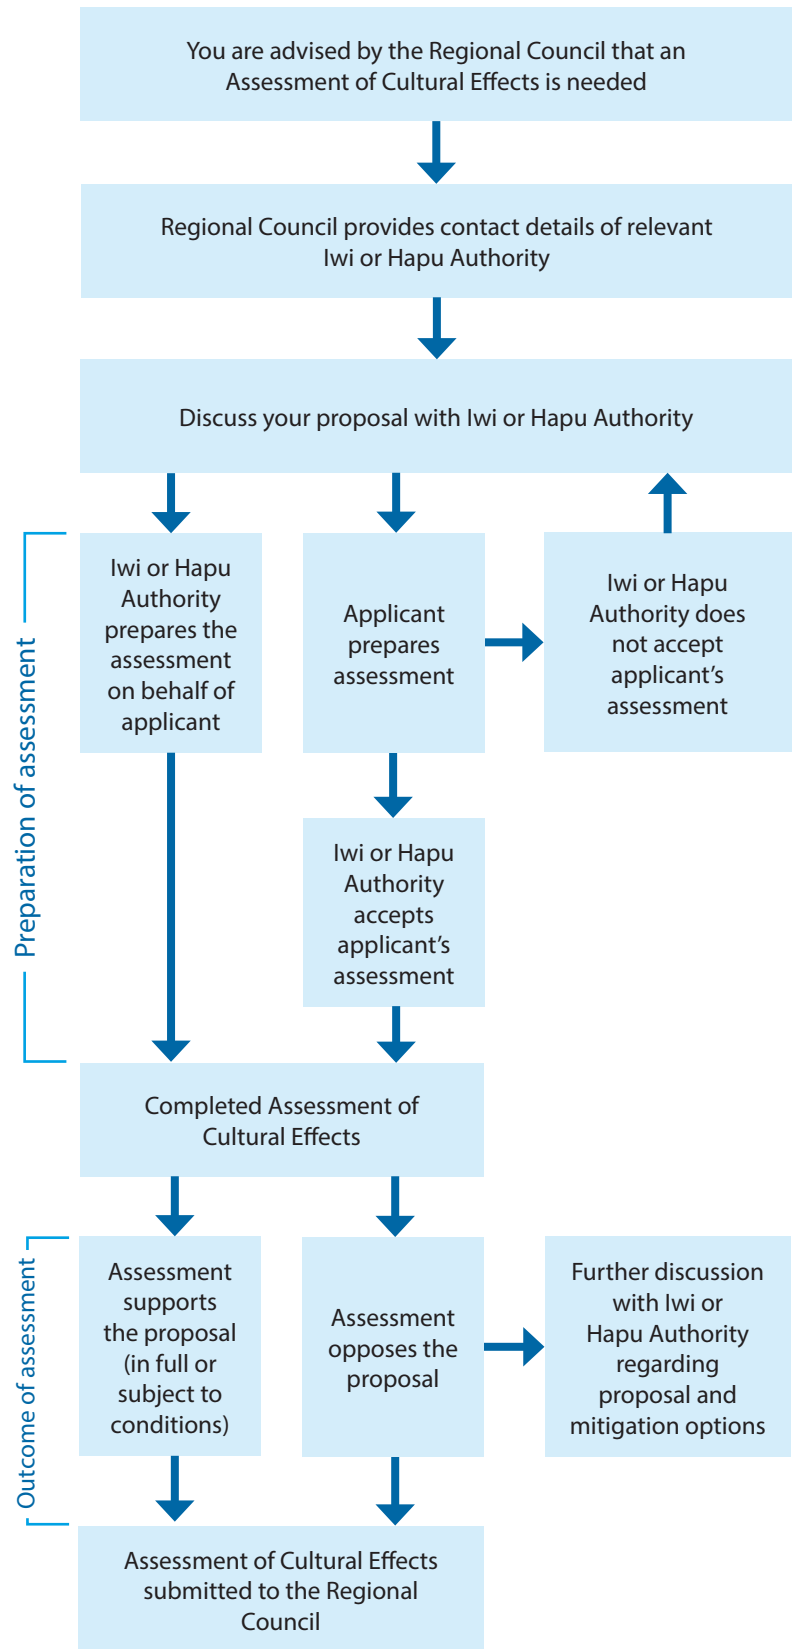 You are advised by the Regional Council that an
Assessment of Cultural Effects is needed
Regional Council provides contact details of relevant
Iwi or Hapu Authority
Discuss your proposal with Iwi or Hapu Authority
Preparation of assessment
Iwi or Hapu
Authority
prepares the
assessment
on behalf of
applicant
Applicant
prepares
assessment
Iwi or Hapu
Authority does
not accept
applicant’s
assessment
Iwi or Hapu
Authority
accepts
applicant’s
assessment
Completed Assessment of
Cultural Effects
Outcome of assessment
Assessment
supports
the proposal
(in full or
subject to
conditions)
Assessment
opposes the
proposal
Further discussion
with Iwi or
Hapu Authority
regarding
proposal and
mitigation options
Assessment of Cultural Effects
submitted to the Regional
Council